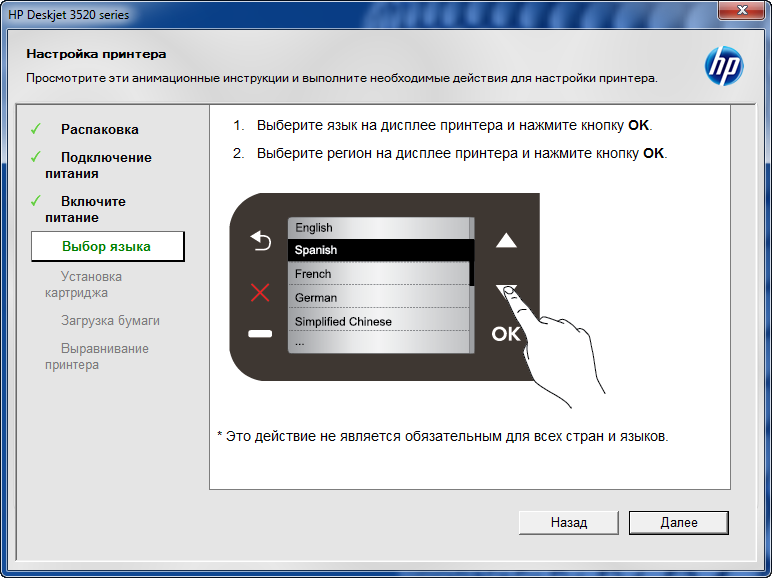 HP Deskjet 3520 series
Настройка принтера
Просмотрите эти анимационные инструкции и выполните необходимые действия для настройки принтера.
hp
Распаковка
Подключение
питания
Включите
питание
Выбор языка
Установка
картриджа
Загрузка бумаги
Выравнивание
принтера
1. Выберите язык на дисплее принтера и нажмите кнопку OK.
2. Выберите регион на дисплее принтера и нажмите кнопку OK.
English
Spanish
French
German
Simplified Chinese
...
OK
* Это действие не является обязательным для всех стран и языков.
Назад
Далее